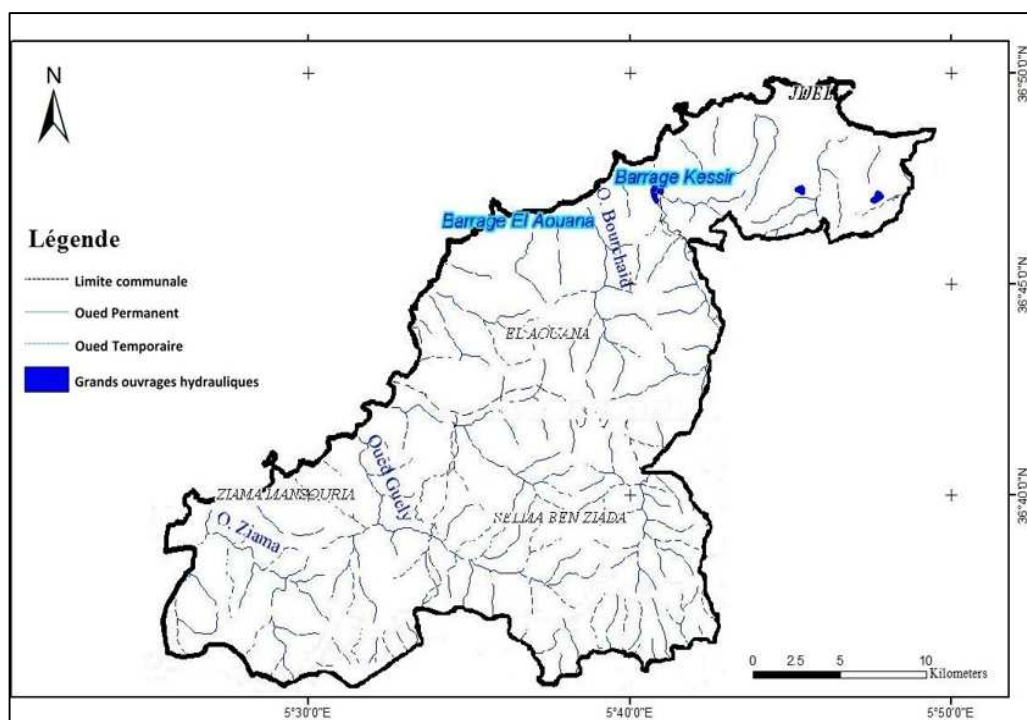 N
JIJEL
Barrage Kessir
Barrage El Aouana
O. Bourchaid
EL AOUANA
Oued Guely
ZIAMA MANSOURIA
SELMA BEN ZIADA
O. Ziama
Légende
Limite communale
Oued Permanent
Oued Temporaire
Grands ouvrages hydrauliques
0 2.5 5 10
Kilometers
36°50'0"N
36°45'0"N
36°40'0"N
5°30'0"E 5°40'0"E 5°50'0"E